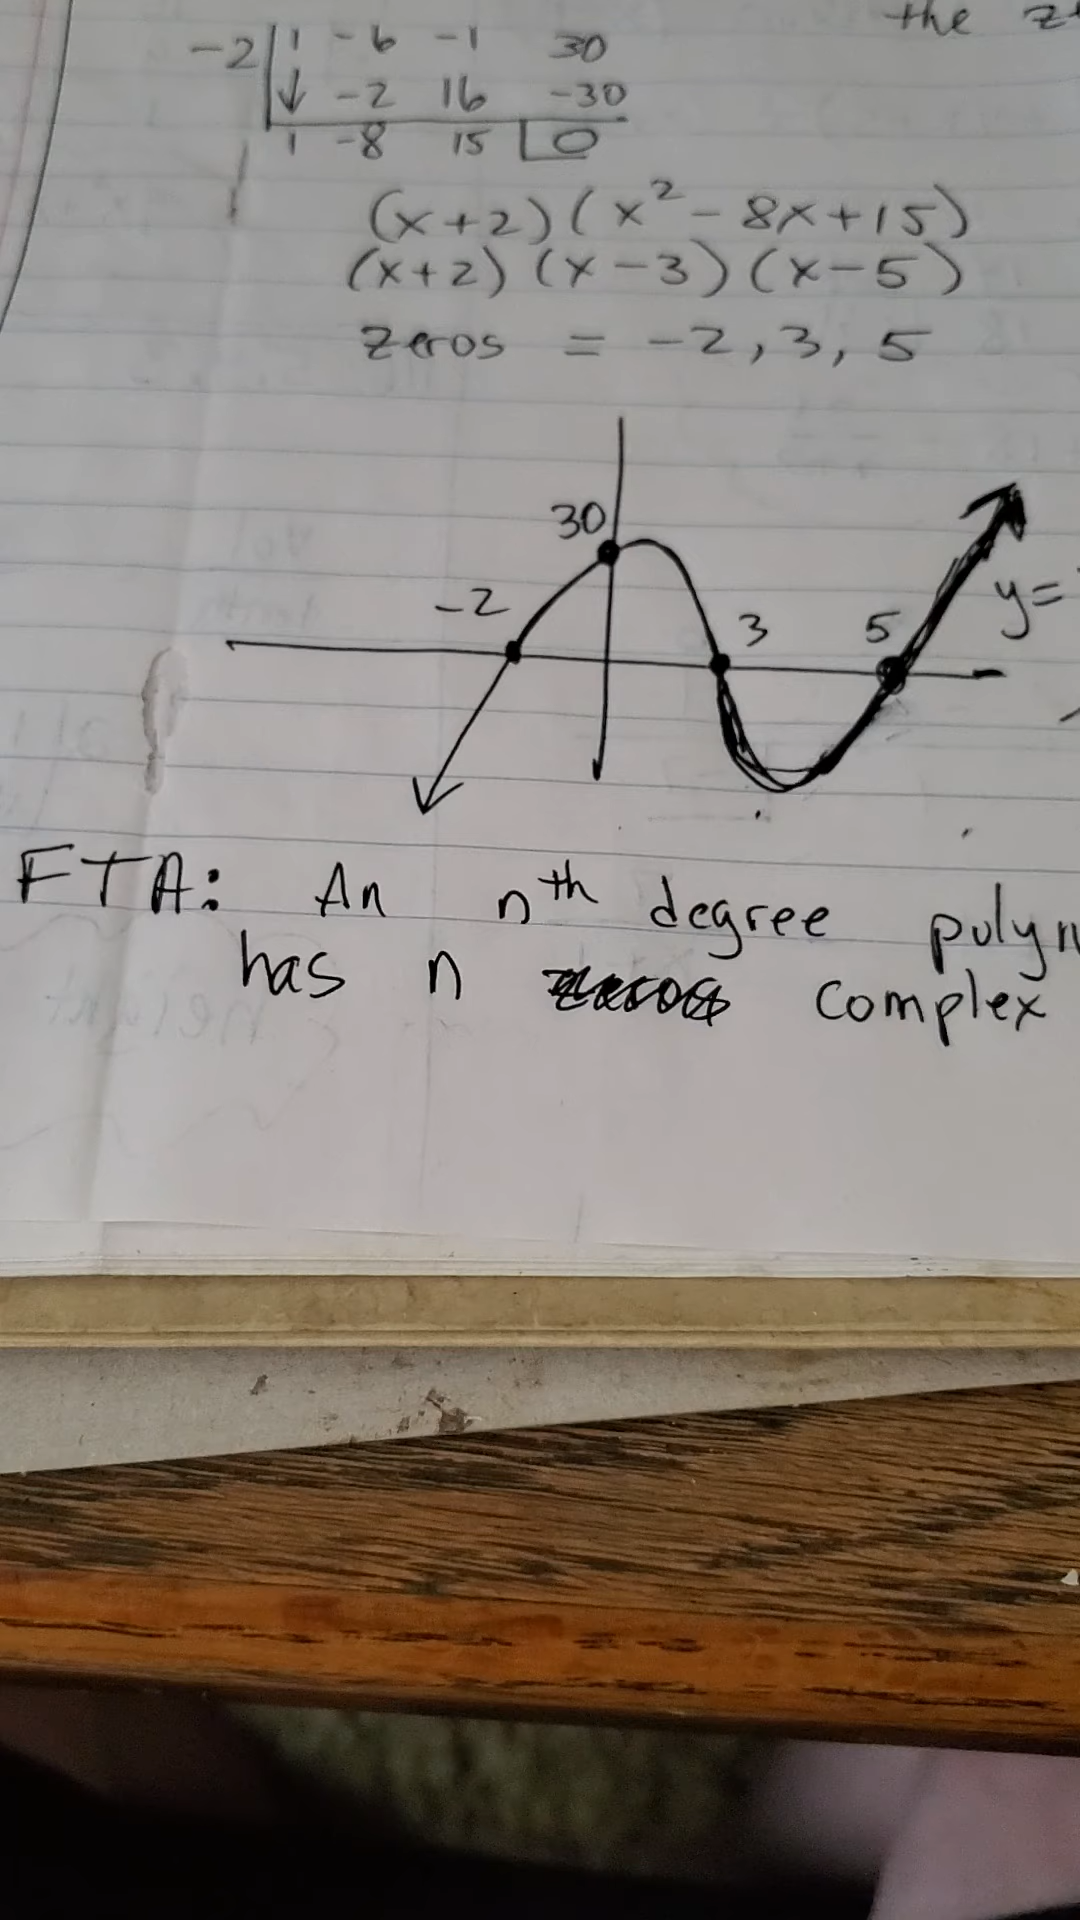 the
-2 | 1 -6 -1 30
↓ -2 16 -30
1 -8 15 | 0
(x+2)(x²-8x+15)
(x+2)(x-3)(x-5)
zeros = -2, 3, 5
30
-2
3
5
y=
FTA: An nth degree polyn
has n complex